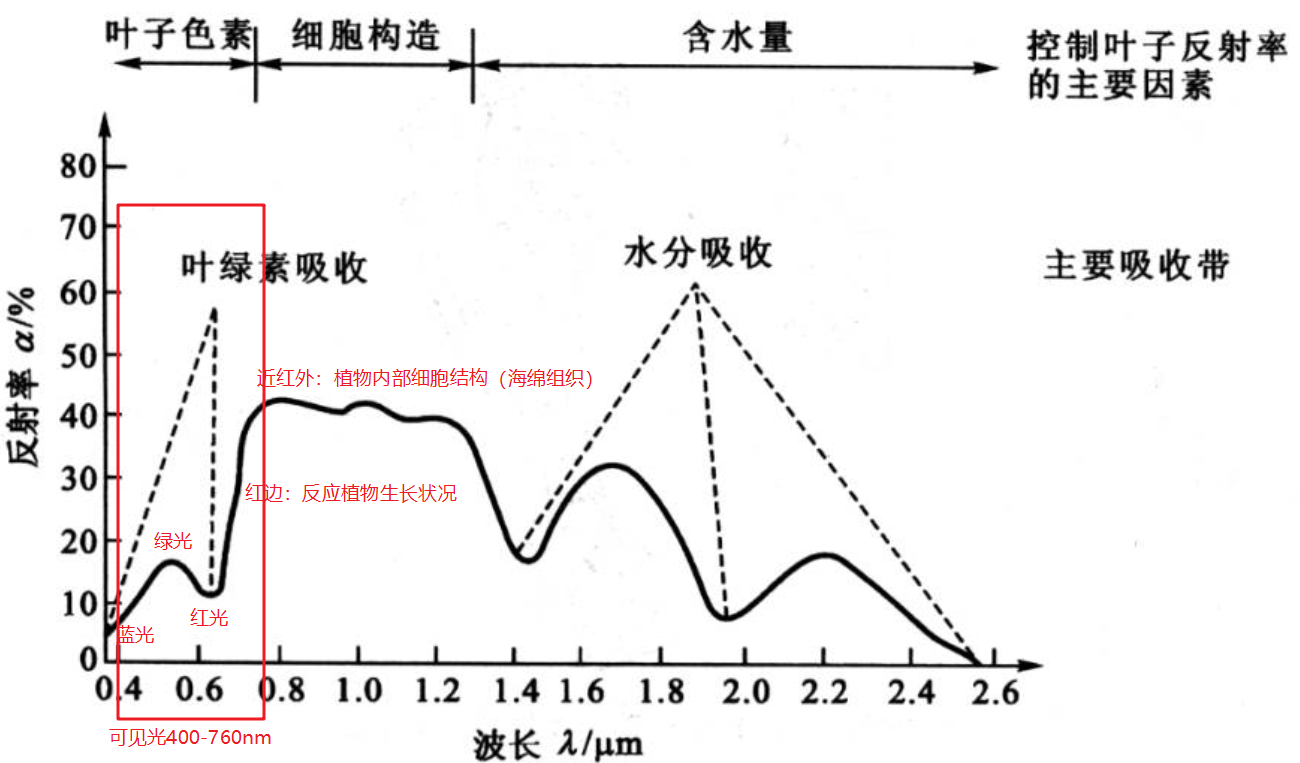 叶子色素
细胞构造
含水量
控制叶子反射率
的主要因素
80
70
叶绿素吸收
水分吸收
主要吸收带
60
50
近红外：植物内部细胞结构（海绵组织）
40
30
红边：反应植物生长状况
20
绿光
10
红光
蓝光
0
反射率 α/%
0.4 0.6 0.8 1.0 1.2 1.4 1.6 1.8 2.0 2.2 2.4 2.6
可见光400-760nm
波长 λ/μm